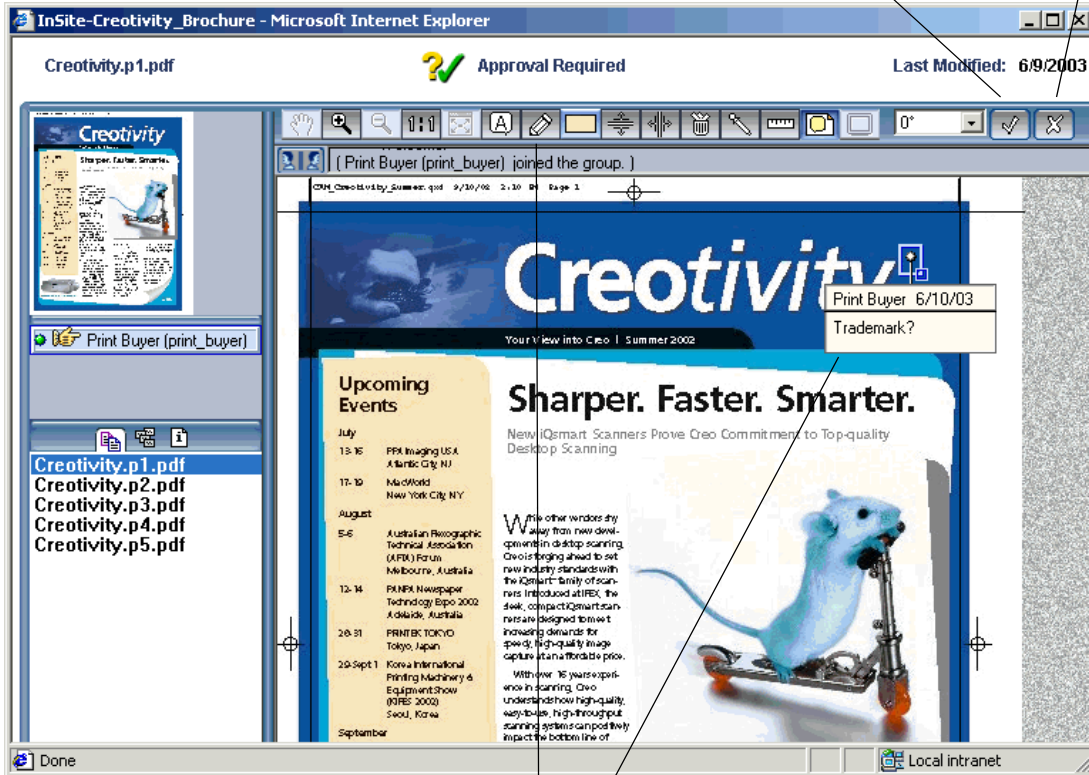 InSite-Creotivity_Brochure - Microsoft Internet Explorer
Creotivity.p1.pdf
Approval Required
Last Modified: 6/9/2003
1:1
A
0°
( Print Buyer (print_buyer) joined the group. )
Creotivity
Sharper. Faster. Smarter.
Print Buyer (print_buyer)
Creotivity.p1.pdf
Creotivity.p2.pdf
Creotivity.p3.pdf
Creotivity.p4.pdf
Creotivity.p5.pdf
9/10/02 2:10 Page 1
Creotivity
Print Buyer 6/10/03
Trademark?
Your View into Creo | Summer 2002
Upcoming
Events
July
13-16 PPA Imaging USA
Atlantic City, NJ
17-19 MacWorld
New York City, NY
August
5-6 Australian Flexographic
Technical Association
(AFTA) Forum
Melbourne, Australia
12-14 PANPA Newspaper
Technology Expo 2002
Adelaide, Australia
28-31 PRINTEK TOKYO
Tokyo, Japan
29-Sept 1 Korea International
Printing Machinery &
Equipment Show
(KIPES 2002)
Seoul, Korea
September
Sharper. Faster. Smarter.
New iQsmart Scanners Prove Creo Commitment to Top-quality
Desktop Scanning
While other vendors shy
away from new devel-
opments in desktop scanning,
Creo is forging ahead to set
new industry standards with
the iQsmart family of scan-
ners. Introduced at IPEX, the
sleek, compact iQsmart scan-
ners are designed to meet
increasing demands for
speedy, high-quality image
capture at an affordable price.
With over 16 years experi-
ence in scanning, Creo
understands how high-quality,
easy-to-use, high-throughput
scanning systems can positively
impact the bottom line of
Done
Local intranet